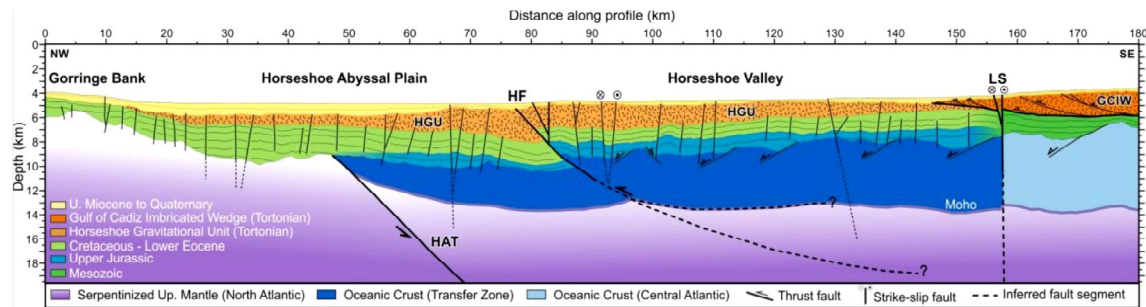 Distance along profile (km)
0 10 20 30 40 50 60 70 80 90 100 110 120 130 140 150 160 170 180
NW
SE
Gorringe Bank
Horseshoe Abyssal Plain
HF
Horseshoe Valley
LS
GCIW
HGU
HGU
Depth (km)
0
2
4
6
8
10
12
14
16
18
Moho
?
?
HAT
U. Miocene to Quaternary
Gulf of Cadiz Imbricated Wedge (Tortonian)
Horseshoe Gravitational Unit (Tortonian)
Cretaceous - Lower Eocene
Upper Jurassic
Mesozoic
Serpentinized Up. Mantle (North Atlantic)
Oceanic Crust (Transfer Zone)
Oceanic Crust (Central Atlantic)
Thrust fault
Strike-slip fault
Inferred fault segment